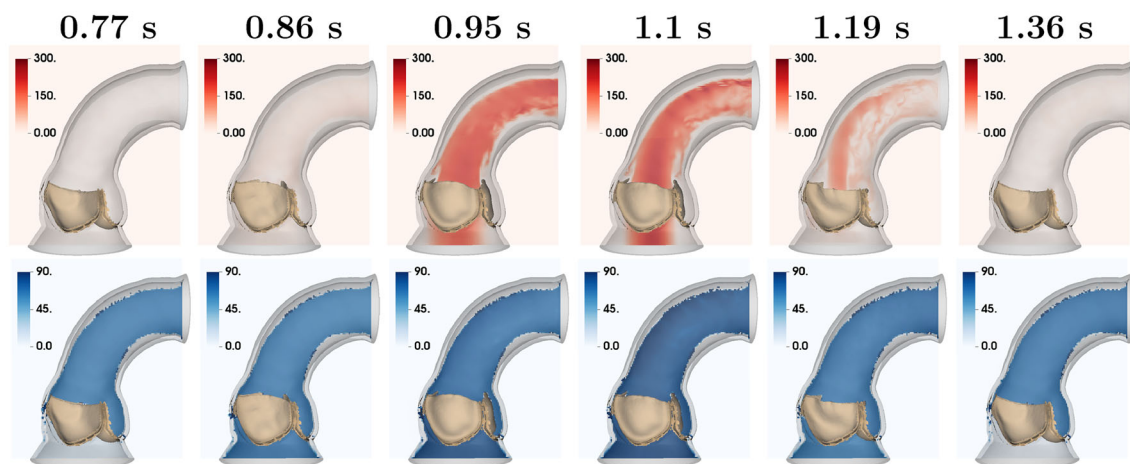 0.77 s 0.86 s 0.95 s 1.1 s 1.19 s 1.36 s
300. 300. 300. 300. 300. 300.
150. 150. 150. 150. 150. 150.
0.00 0.00 0.00 0.00 0.00 0.00
90. 90. 90. 90. 90. 90.
45. 45. 45. 45. 45. 45.
0.0 0.0 0.0 0.0 0.0 0.0